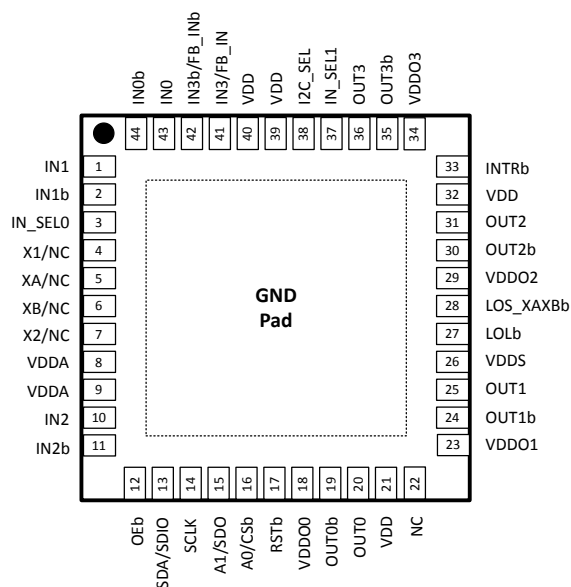 IN0b
IN0
IN3b/FB_INb
IN3/FB_IN
VDD
VDD
I2C_SEL
IN_SEL1
OUT3
OUT3b
VDDO3
44
43
42
41
40
39
38
37
36
35
34
IN1 1
IN1b 2
IN_SEL0 3
X1/NC 4
XA/NC 5
XB/NC 6
X2/NC 7
VDDA 8
VDDA 9
IN2 10
IN2b 11
GND
Pad
33 INTRb
32 VDD
31 OUT2
30 OUT2b
29 VDDO2
28 LOS_XAXBb
27 LOLb
26 VDDS
25 OUT1
24 OUT1b
23 VDDO1
12
13
14
15
16
17
18
19
20
21
22
OEb
SDA/SDIO
SCLK
A1/SDO
A0/CSb
RSTb
VDDO0
OUT0b
OUT0
VDD
NC